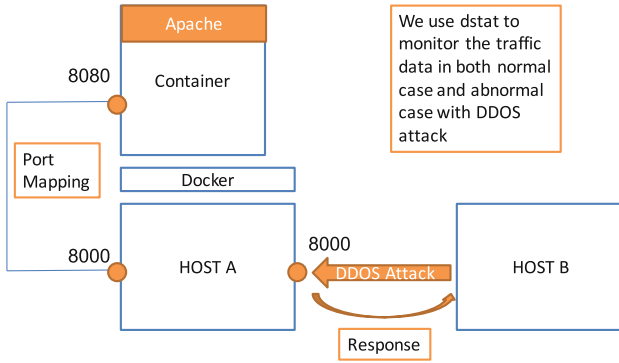 Apache
Container
8080
Port
Mapping
Docker
8000
HOST A
8000
DDOS Attack
HOST B
Response
We use dstat to
monitor the traffic
data in both normal
case and abnormal
case with DDOS
attack